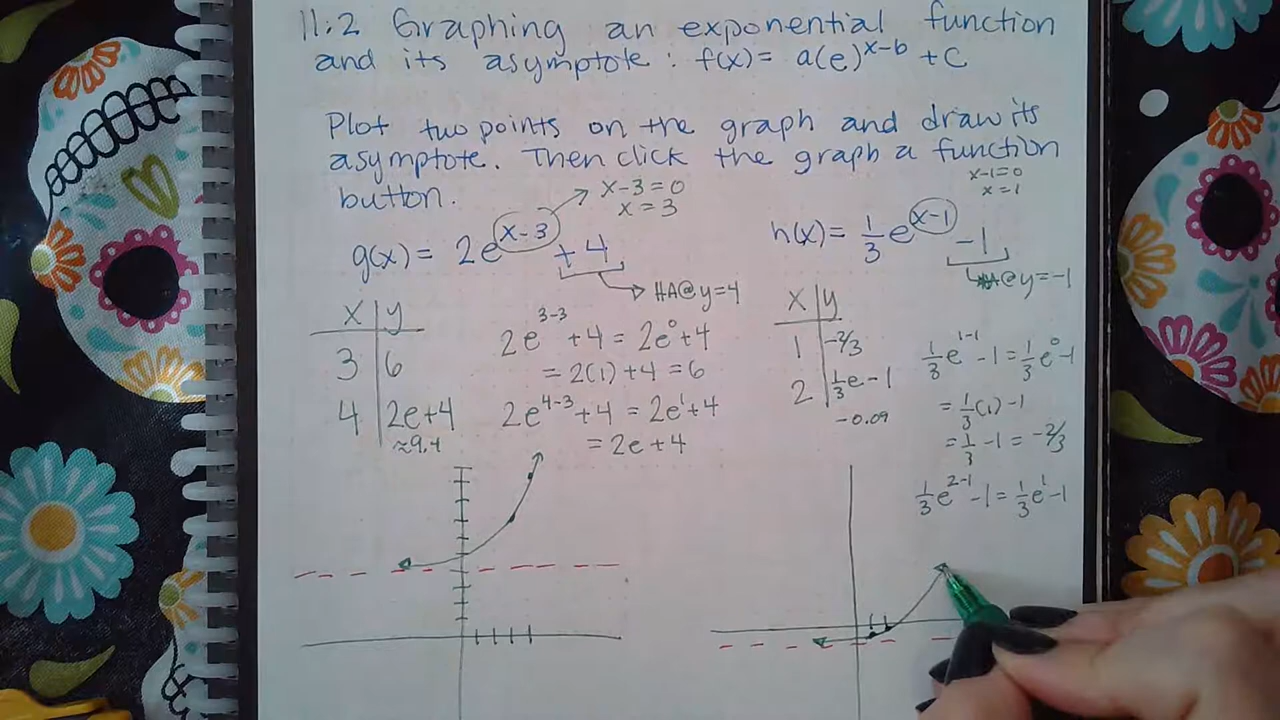 11.2 Graphing an exponential function
and its asymptote: f(x) = a(e)^(x-b) + c
Plot two points on the graph and draw its
asymptote. Then click the graph a function
button.
x-3=0
x=3
g(x) = 2e^(x-3) + 4
HA@y=4
x | y
3 | 6
4 | 2e+4
≈9.4
2e^(3-3) + 4 = 2e^0 + 4
= 2(1)+4 = 6
2e^(4-3) + 4 = 2e^1 + 4
= 2e+4
x-1=0
x=1
h(x) = 1/3 e^(x-1) - 1
HA@y=-1
x | y
1 | -2/3
2 | 1/3 e - 1
-0.09
1/3 e^(1-1) - 1 = 1/3 e^0 - 1
= 1/3 (1) - 1
= 1/3 - 1 = -2/3
1/3 e^(2-1) - 1 = 1/3 e^1 - 1